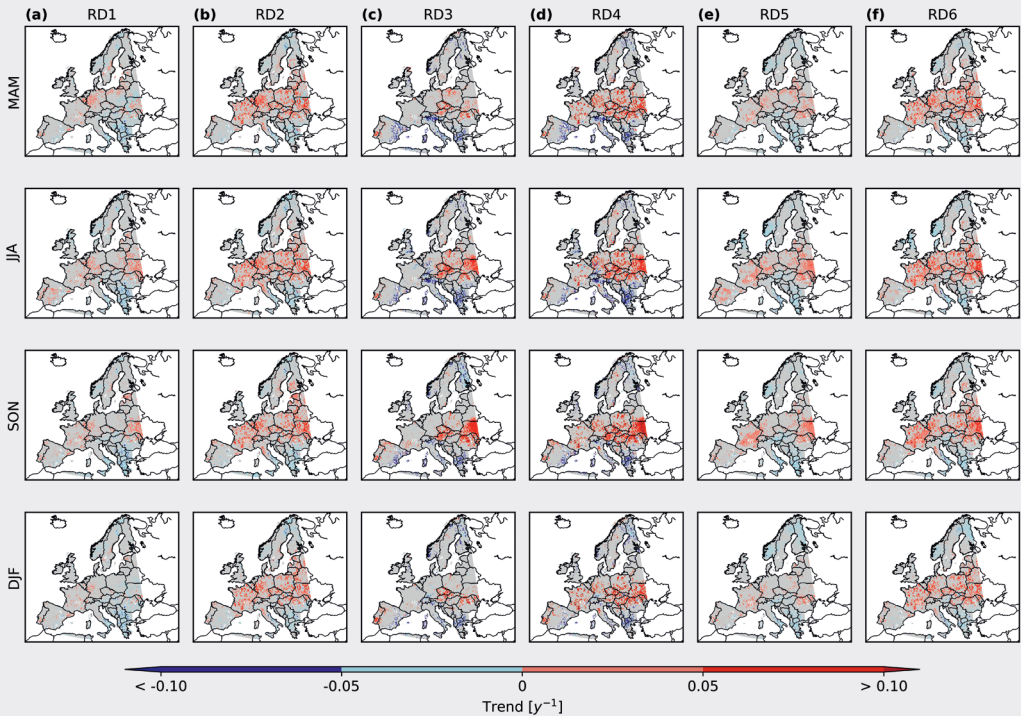 (a) RD1 (b) RD2 (c) RD3 (d) RD4 (e) RD5 (f) RD6
MAM
JJA
SON
DJF
< -0.10 -0.05 0 0.05 > 0.10
Trend [y⁻¹]